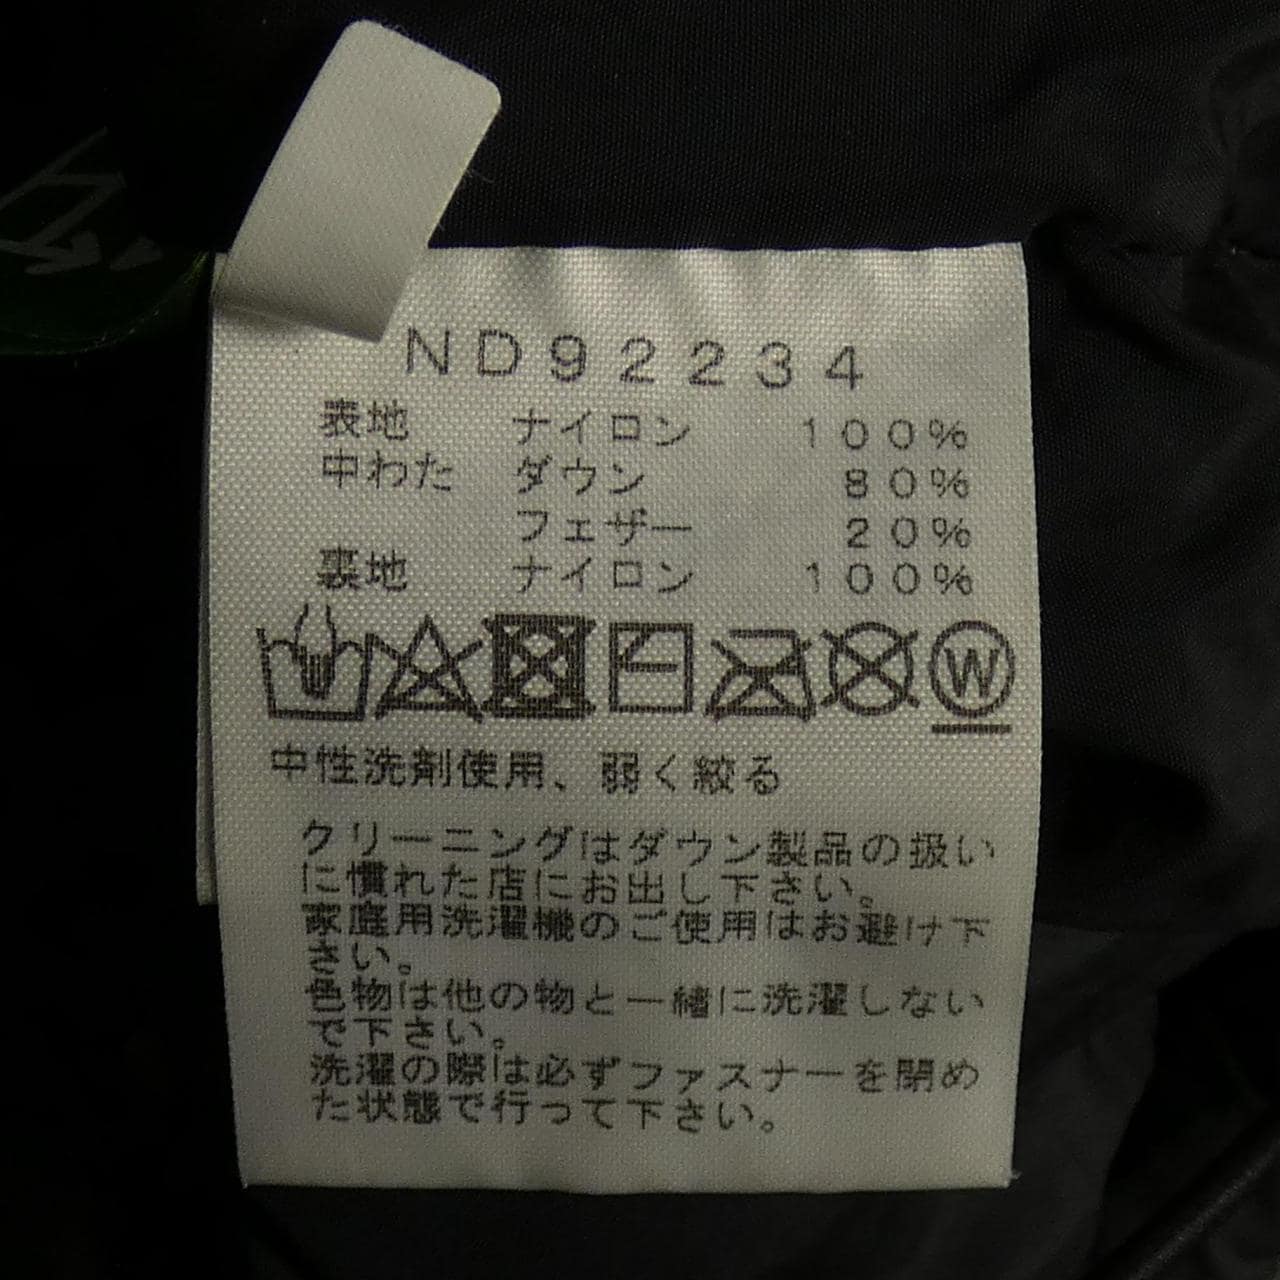 ND92234
表地 ナイロン 100%
中わた ダウン 80%
フェザー 20%
裏地 ナイロン 100%
W
中性洗剤使用、弱く絞る
クリーニングはダウン製品の扱い
に慣れた店にお出し下さい。
家庭用洗濯機のご使用はお避け下
さい。
色物は他の物と一緒に洗濯しない
で下さい。
洗濯の際は必ずファスナーを閉め
た状態で行って下さい。